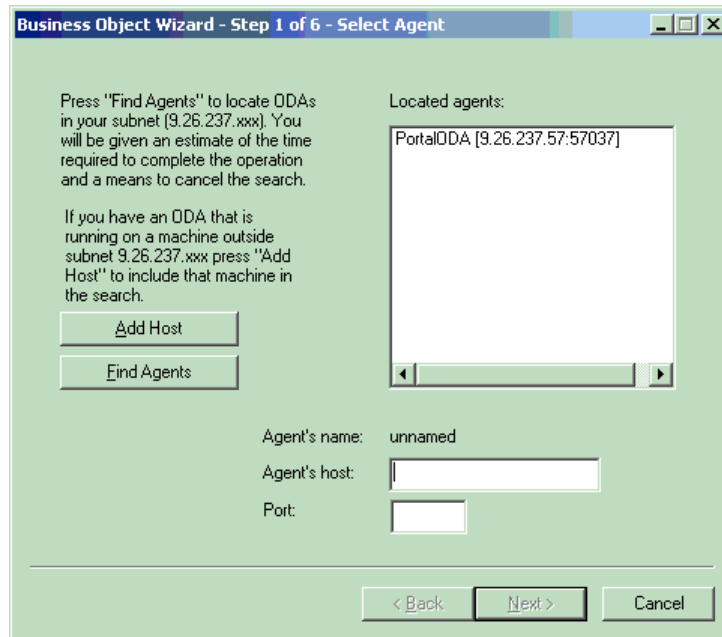 Business Object Wizard - Step 1 of 6 - Select Agent
Press "Find Agents" to locate ODAs
in your subnet (9.26.237.xxx). You
will be given an estimate of the time
required to complete the operation
and a means to cancel the search.
If you have an ODA that is
running on a machine outside
subnet 9.26.237.xxx press "Add
Host" to include that machine in
the search.
Add Host
Find Agents
Located agents:
PortalODA [9.26.237.57:57037]
Agent's name: unnamed
Agent's host:
Port:
< Back
Next >
Cancel